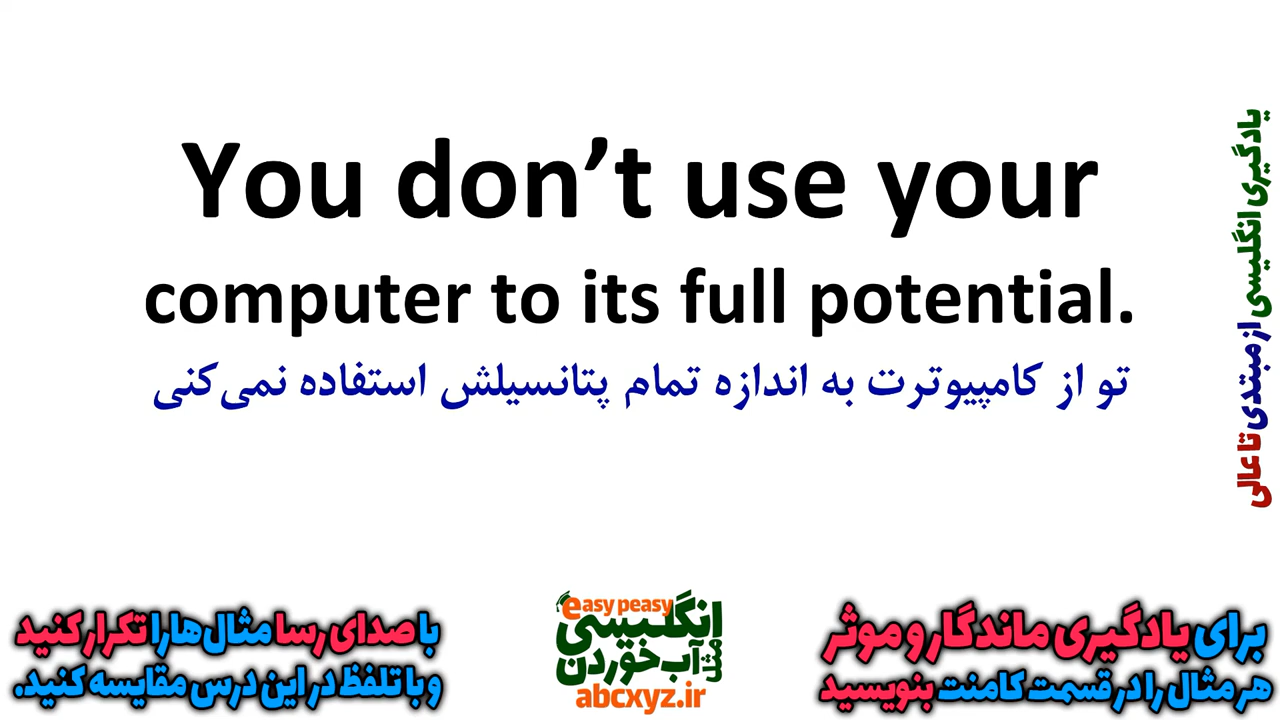 You don’t use your
computer to its full potential.
تو از کامپیوترت به اندازه تمام پتانسیلش استفاده نمی‌کنی
یادگیری انگلیسی از مبتدی تا عالی
برای یادگیری ماندگار و موثر
هر مثال را در قسمت کامنت بنویسید
easy peasy
انگلیسی
مثل
آب خوردن
abcxyz.ir
با صدای رسا مثال‌ها را تکرار کنید
و با تلفظ در این درس مقایسه کنید.